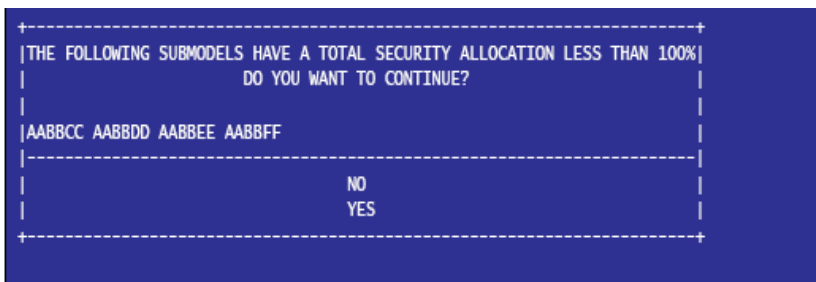 THE FOLLOWING SUBMODELS HAVE A TOTAL SECURITY ALLOCATION LESS THAN 100%
DO YOU WANT TO CONTINUE?
AABBCC AABBDD AABBEE AABBFF
NO
YES